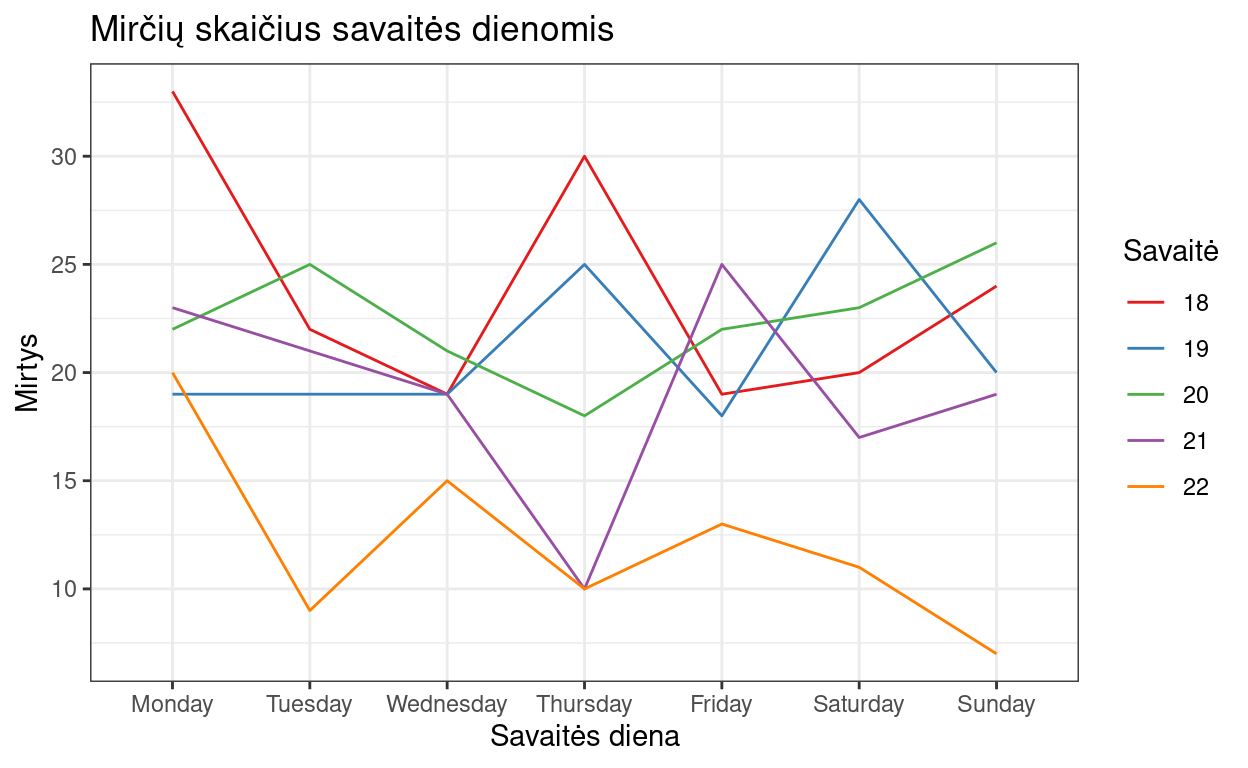 Mirčių skaičius savaitės dienomis
Mirtys
30
25
20
15
10
Monday Tuesday Wednesday Thursday Friday Saturday Sunday
Savaitės diena
Savaitė
18
19
20
21
22